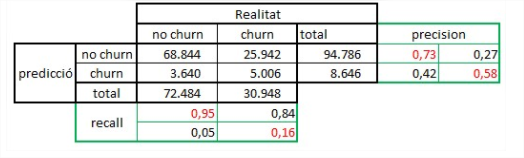 Realitat
no churn churn total precision
no churn 68.844 25.942 94.786 0,73 0,27
predicció churn 3.640 5.006 8.646 0,42 0,58
total 72.484 30.948
recall 0,95 0,84
0,05 0,16